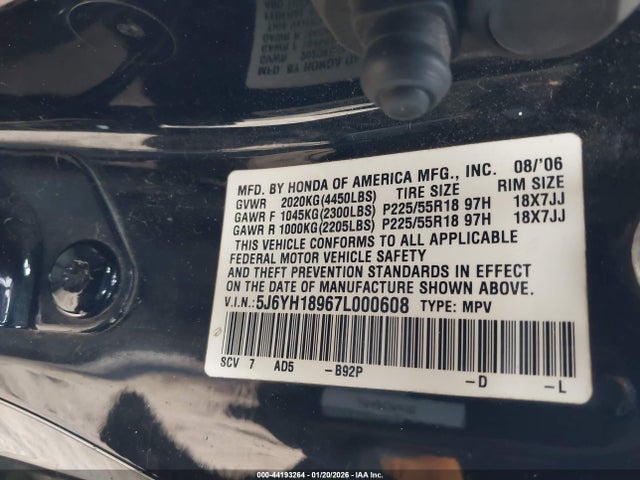 MFD. BY HONDA OF AMERICA MFG., INC. 08/'06
GVWR 2020KG(4450LBS) TIRE SIZE RIM SIZE
GAWR F 1045KG(2300LBS) P225/55R18 97H 18X7JJ
GAWR R 1000KG(2205LBS) P225/55R18 97H 18X7JJ
THIS VEHICLE CONFORMS TO ALL APPLICABLE
FEDERAL MOTOR VEHICLE SAFETY
AND THEFT PREVENTION STANDARDS IN EFFECT
ON THE DATE OF MANUFACTURE SHOWN ABOVE.
V.I.N.:5J6YH18967L000608 TYPE: MPV
SCV 7 AD5 -B92P -D -L
000-44193264 - 01/20/2026 - IAA Inc.